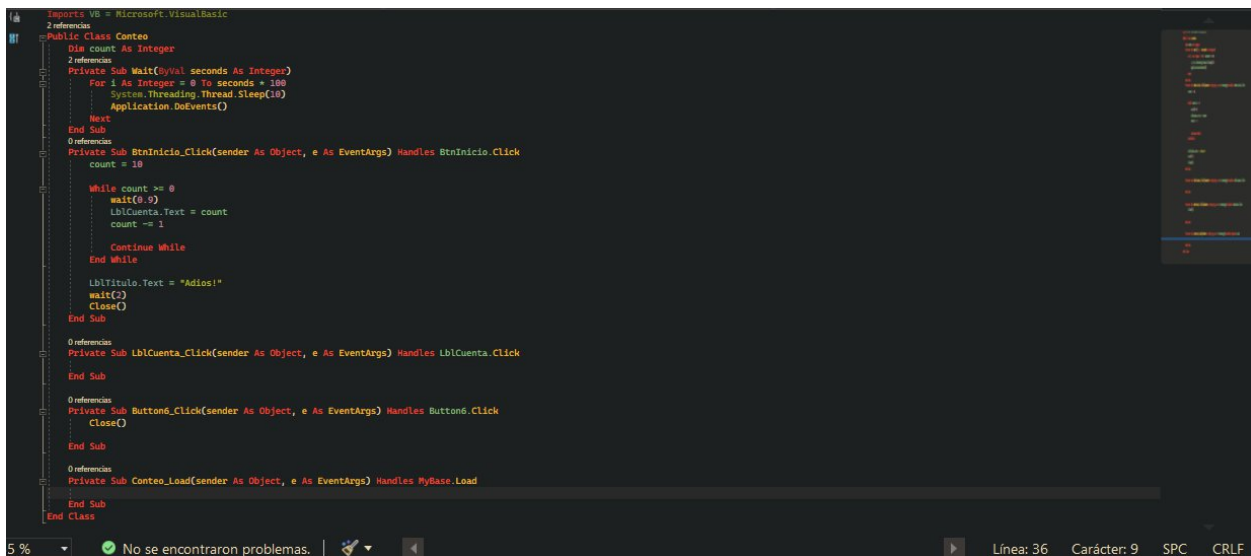 Imports VB = Microsoft.VisualBasic
2 referencias
Public Class Conteo
Dim count As Integer
2 referencias
Private Sub Wait(ByVal seconds As Integer)
For i As Integer = 0 To seconds * 100
System.Threading.Thread.Sleep(10)
Application.DoEvents()
Next
End Sub
0 referencias
Private Sub BtnInicio_Click(sender As Object, e As EventArgs) Handles BtnInicio.Click
count = 10
While count >= 0
wait(0.9)
LblCuenta.Text = count
count -= 1
Continue While
End While
LblTitulo.Text = "Adios!"
wait(2)
Close()
End Sub
0 referencias
Private Sub LblCuenta_Click(sender As Object, e As EventArgs) Handles LblCuenta.Click
End Sub
0 referencias
Private Sub Button6_Click(sender As Object, e As EventArgs) Handles Button6.Click
Close()
End Sub
0 referencias
Private Sub Conteo_Load(sender As Object, e As EventArgs) Handles MyBase.Load
End Sub
End Class
5 % No se encontraron problemas. Línea: 36 Carácter: 9 SPC CRLF